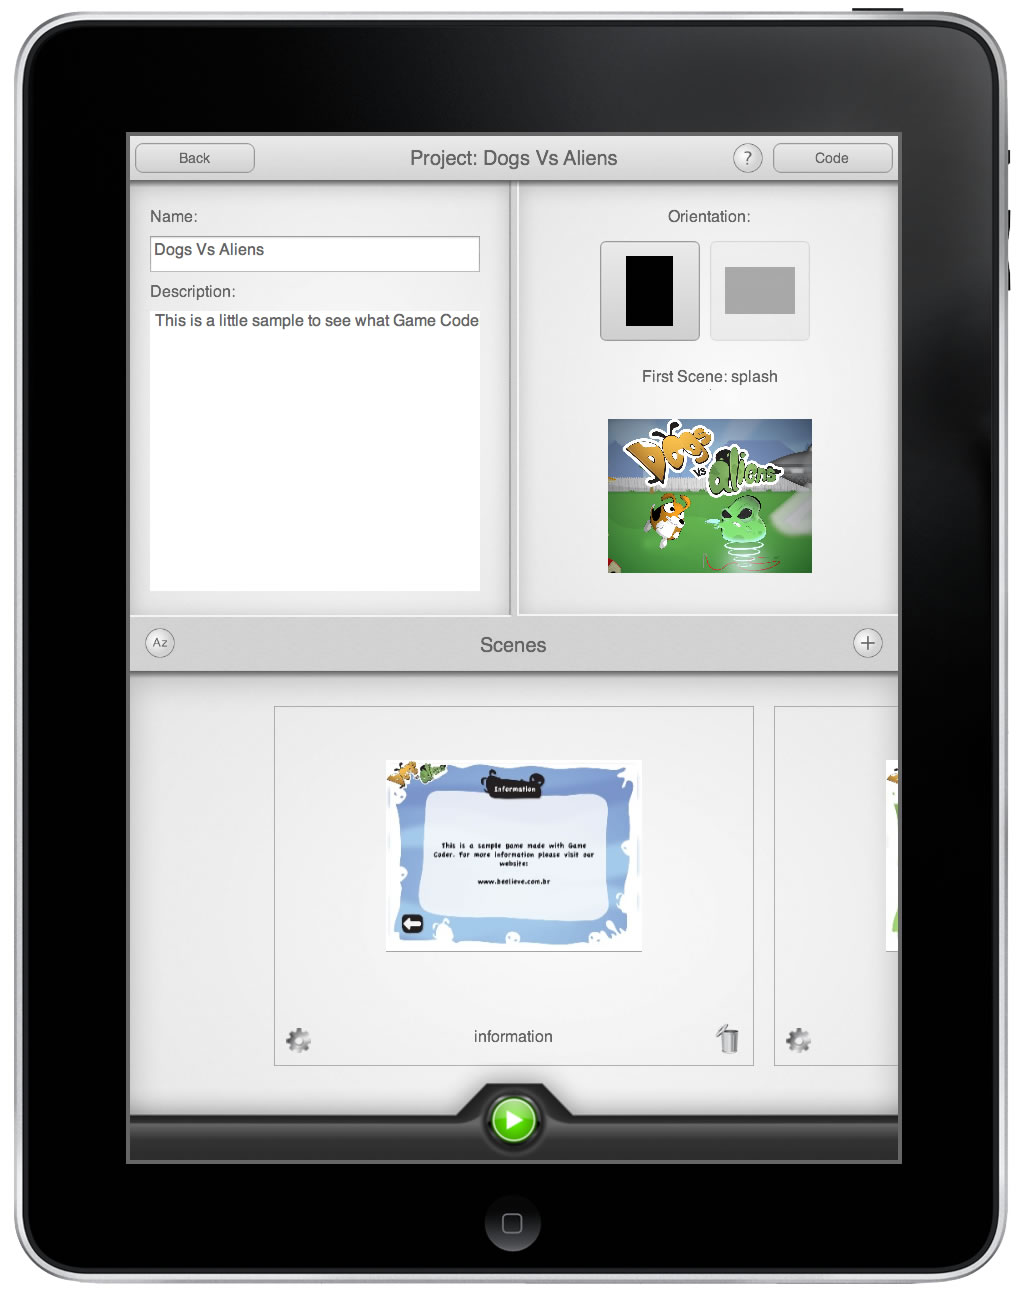 Back
Project: Dogs Vs Aliens
?
Code
Name:
Dogs Vs Aliens
Description:
This is a little sample to see what Game Code
Orientation:
First Scene: splash
Dogs
vs
aliens
Az
Scenes
+
Information
This is a sample game made with Game
Coder. For more information please visit our
website:
www.beelieve.com.br
information